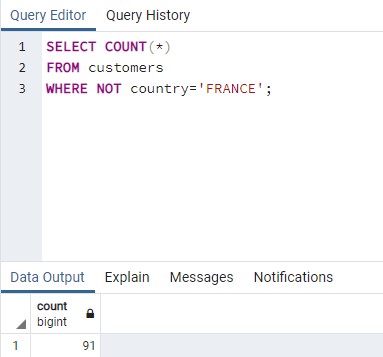 Query Editor Query History
1 SELECT COUNT(*)
2 FROM customers
3 WHERE NOT country='FRANCE';
Data Output Explain Messages Notifications
count
bigint
1 91